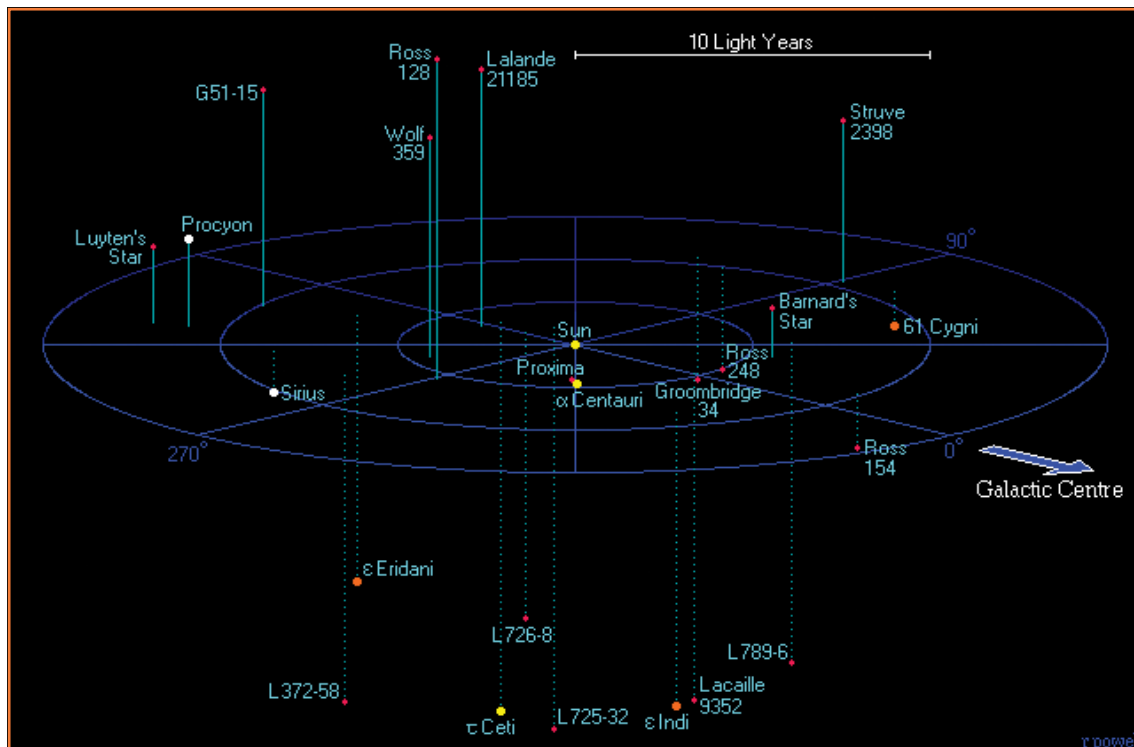 10 Light Years
Ross
128
Lalande
21185
G51-15
Struve
2398
Wolf
359
Procyon
Luyten's
Star
90°
Barnard's
Star
Sun
61 Cygni
Proxima
Ross
248
Sirius
α Centauri
Groombridge
34
270°
0°
Ross
154
Galactic Centre
ε Eridani
L726-8
L789-6
L372-58
Lacaille
9352
τ Ceti
L725-32
ε Indi